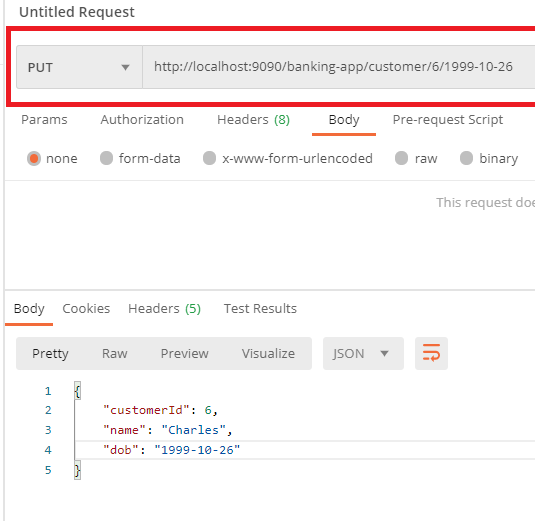 Untitled Request
PUT http://localhost:9090/banking-app/customer/6/1999-10-26
Params Authorization Headers (8) Body Pre-request Script
none form-data x-www-form-urlencoded raw binary
This request doe
Body Cookies Headers (5) Test Results
Pretty Raw Preview Visualize JSON
1 {
2 "customerId": 6,
3 "name": "Charles",
4 "dob": "1999-10-26"
5 }